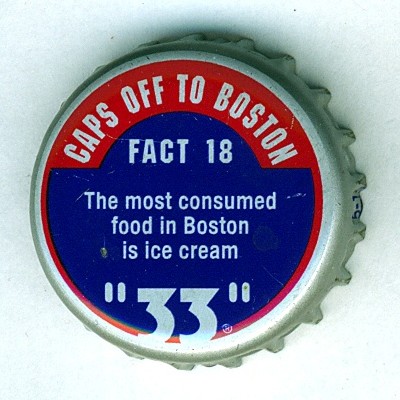 CAPS OFF TO BOSTON
FACT 18
The most consumed
food in Boston
is ice cream
"33"®